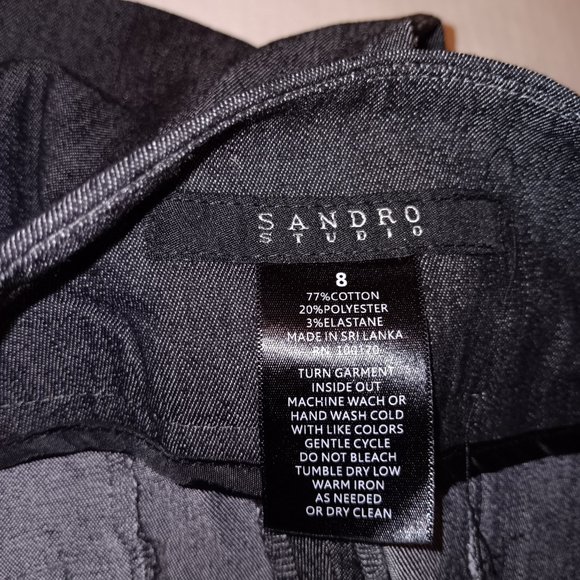 SANDRO
STUDIO
8
77%COTTON
20%POLYESTER
3%ELASTANE
MADE IN SRI LANKA
RN 100170
TURN GARMENT
INSIDE OUT
MACHINE WACH OR
HAND WASH COLD
WITH LIKE COLORS
GENTLE CYCLE
DO NOT BLEACH
TUMBLE DRY LOW
WARM IRON
AS NEEDED
OR DRY CLEAN